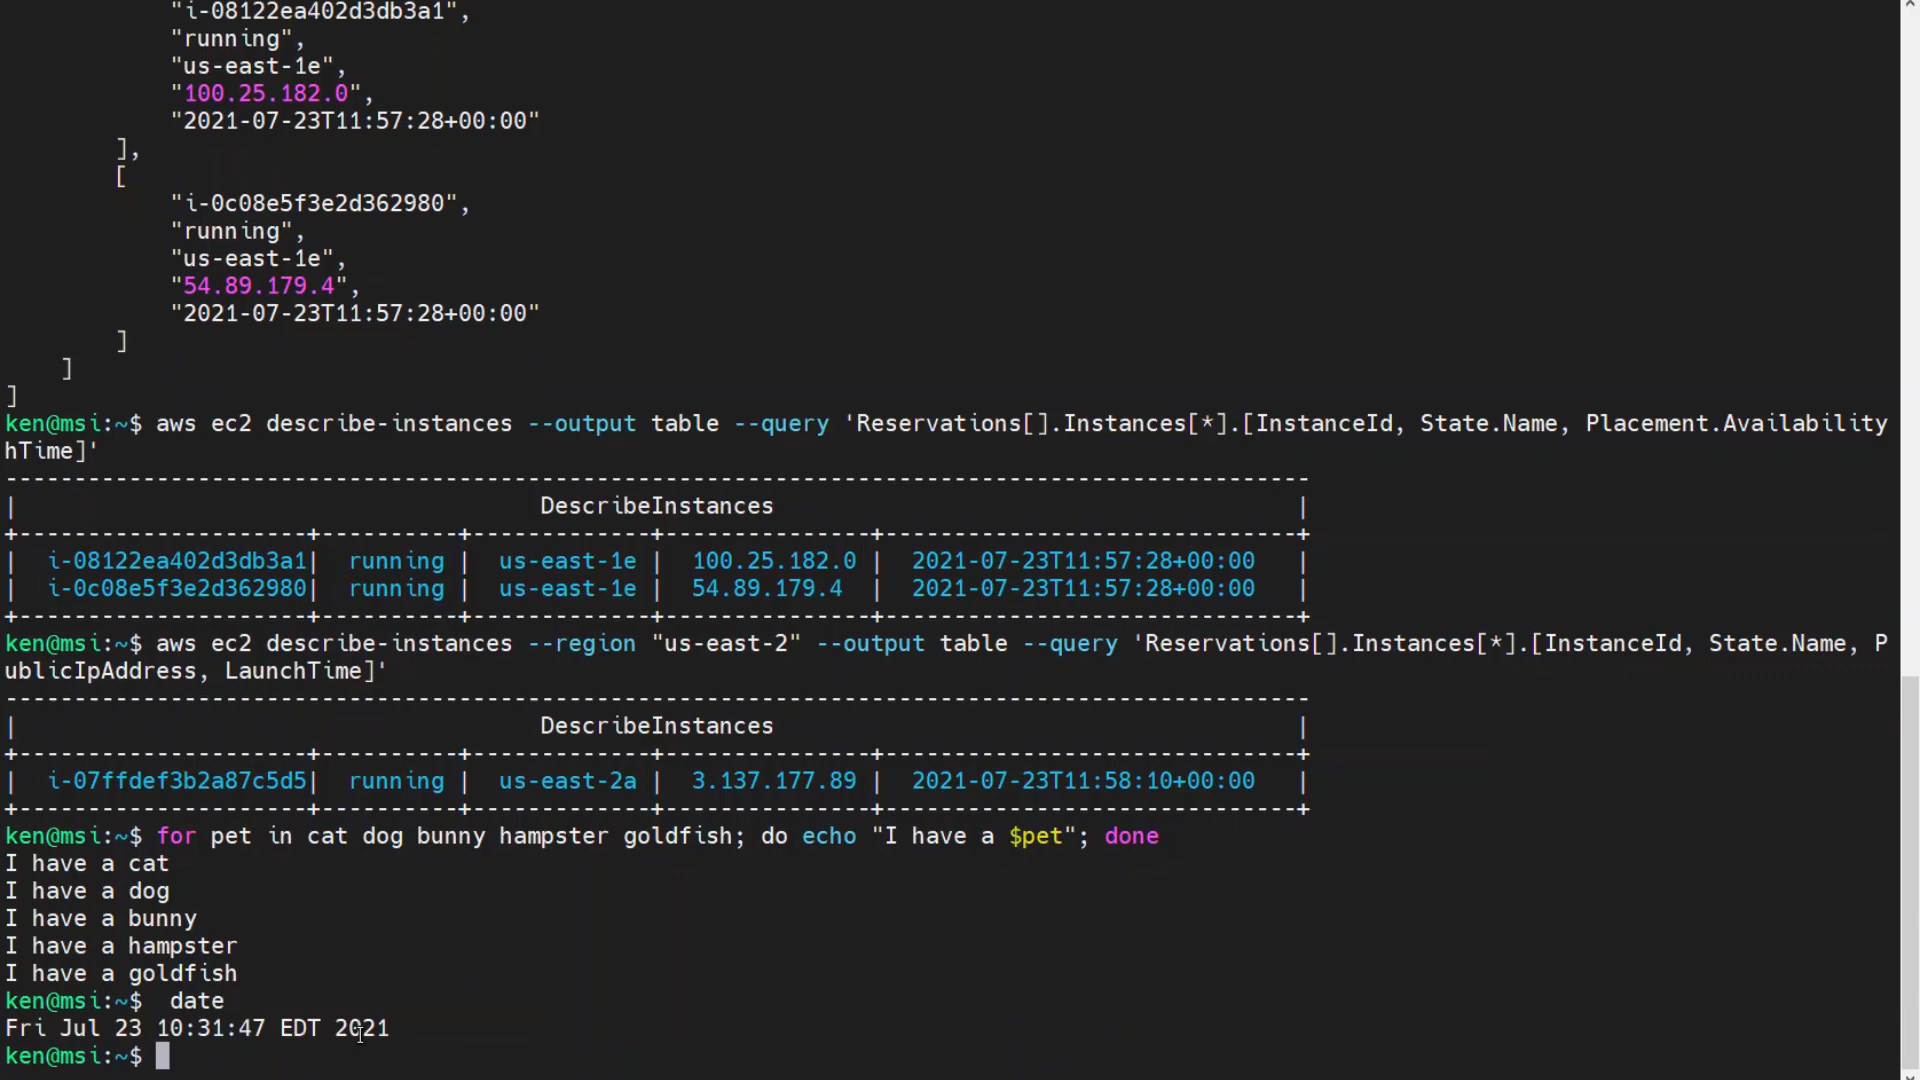 "i-08122ea402d3db3a1",
            "running",
            "us-east-1e",
            "100.25.182.0",
            "2021-07-23T11:57:28+00:00"
        ],
        [
            "i-0c08e5f3e2d362980",
            "running",
            "us-east-1e",
            "54.89.179.4",
            "2021-07-23T11:57:28+00:00"
        ]
    ]
]
ken@msi:~$ aws ec2 describe-instances --output table --query 'Reservations[].Instances[*].[InstanceId, State.Name, Placement.Availability
hTime]'
-----------------------------------------------------------------------------------------------
|                                      DescribeInstances                                      |
+----------------------+----------+-------------+---------------+------------------------------+
|  i-08122ea402d3db3a1|  running |  us-east-1e |  100.25.182.0 |  2021-07-23T11:57:28+00:00   |
|  i-0c08e5f3e2d362980|  running |  us-east-1e |  54.89.179.4  |  2021-07-23T11:57:28+00:00   |
+----------------------+----------+-------------+---------------+------------------------------+
ken@msi:~$ aws ec2 describe-instances --region "us-east-2" --output table --query 'Reservations[].Instances[*].[InstanceId, State.Name, P
ublicIpAddress, LaunchTime]'
-----------------------------------------------------------------------------------------------
|                                      DescribeInstances                                      |
+----------------------+----------+-------------+---------------+------------------------------+
|  i-07ffdef3b2a87c5d5|  running |  us-east-2a |  3.137.177.89 |  2021-07-23T11:58:10+00:00   |
+----------------------+----------+-------------+---------------+------------------------------+
ken@msi:~$ for pet in cat dog bunny hampster goldfish; do echo "I have a $pet"; done
I have a cat
I have a dog
I have a bunny
I have a hampster
I have a goldfish
ken@msi:~$  date
Fri Jul 23 10:31:47 EDT 2021
ken@msi:~$